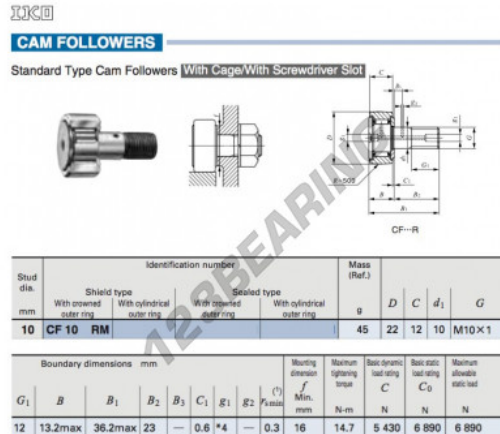 IKO
CAM FOLLOWERS
Standard Type Cam Followers With Cage/With Screwdriver Slot
CF···R
123BEARING
Stud dia. mm
Identification number
Mass (Ref.) g
Shield type
Sealed type
With crowned outer ring
With cylindrical outer ring
With crowned outer ring
With cylindrical outer ring
D C d1 G
10 CF 10 RM 45 22 12 10 M10×1
Boundary dimensions mm
Mounting dimension f Min. mm
Maximum tightening torque N-m
Basic dynamic load rating C N
Basic static load rating C0 N
Maximum allowable static load N
G1 B B1 B2 B3 C1 g1 g2 rs min (1)
12 13.2max 36.2max 23 — 0.6 *4 — 0.3 16 14.7 5 430 6 890 6 890